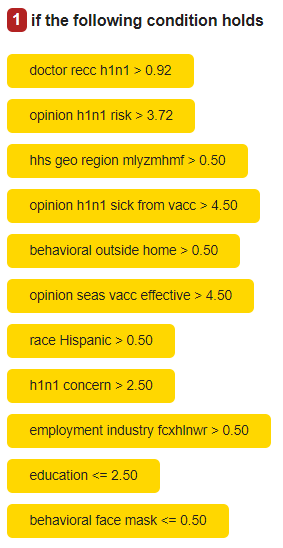 1 if the following condition holds
doctor recc h1n1 > 0.92
opinion h1n1 risk > 3.72
hhs geo region mlyzmhmf > 0.50
opinion h1n1 sick from vacc > 4.50
behavioral outside home > 0.50
opinion seas vacc effective > 4.50
race Hispanic > 0.50
h1n1 concern > 2.50
employment industry fcxhlnwr > 0.50
education <= 2.50
behavioral face mask <= 0.50